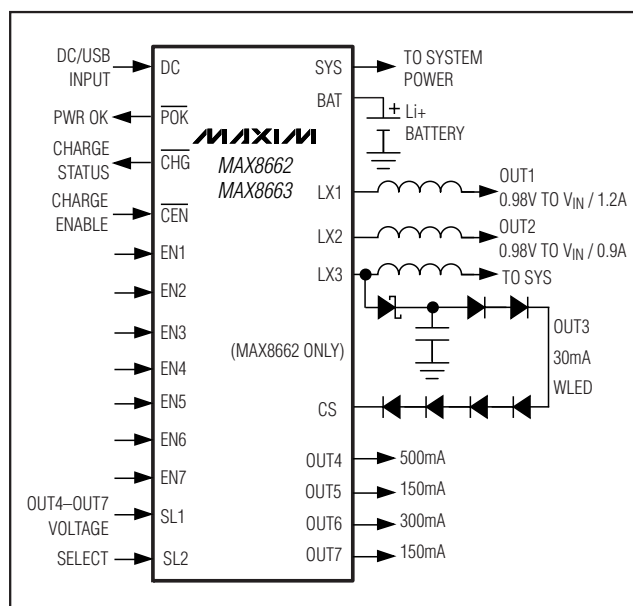 DC/USB
INPUT
PWR OK
CHARGE
STATUS
CHARGE
ENABLE
OUT4–OUT7
VOLTAGE
SELECT
DC
POK
CHG
CEN
EN1
EN2
EN3
EN4
EN5
EN6
EN7
SL1
SL2
MAXIM
MAX8662
MAX8663
(MAX8662 ONLY)
SYS
BAT
LX1
LX2
LX3
CS
OUT4
OUT5
OUT6
OUT7
TO SYSTEM
POWER
+ Li+
BATTERY
OUT1
0.98V TO VIN / 1.2A
OUT2
0.98V TO VIN / 0.9A
TO SYS
OUT3
30mA
WLED
500mA
150mA
300mA
150mA